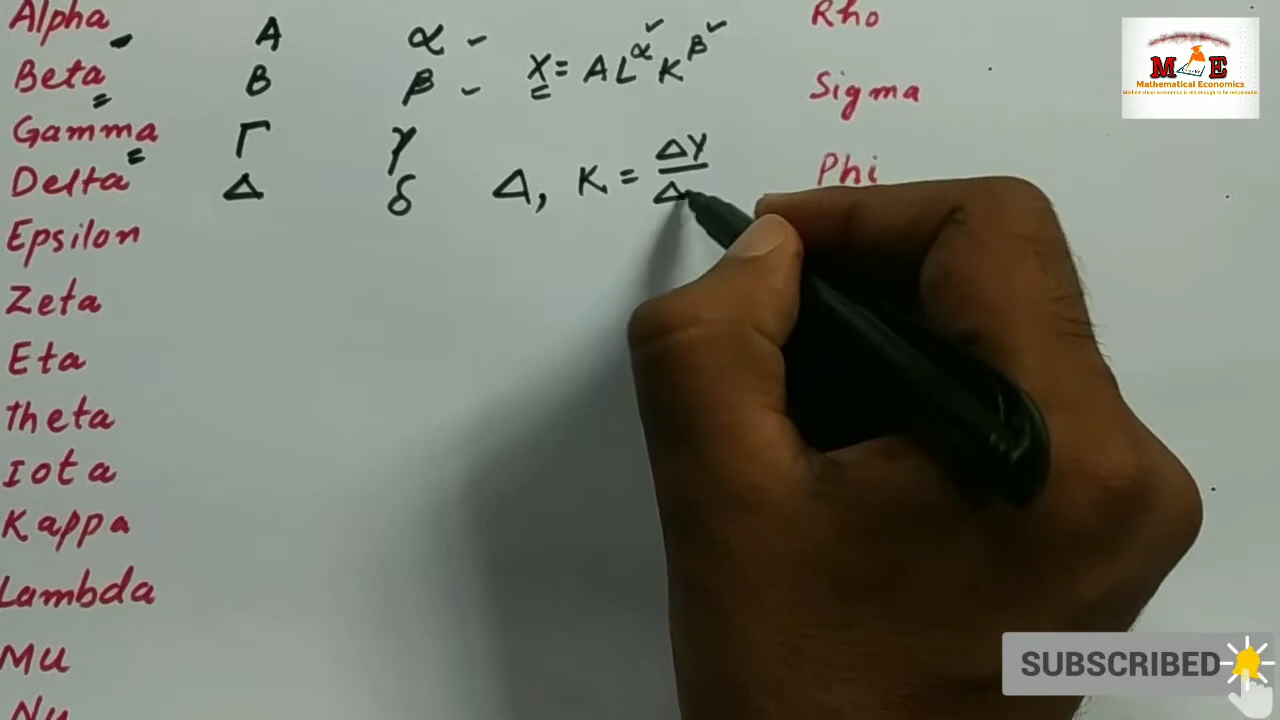 Alpha A α X = A L^α K^β Rho
Beta B β Sigma
Gamma Γ γ
Delta Δ δ Δ, K = ΔY/Δ Phi
Epsilon
Zeta
Eta
Theta
Iota
Kappa
Lambda
Mu
Nu
M E
Mathematical Economics
SUBSCRIBED